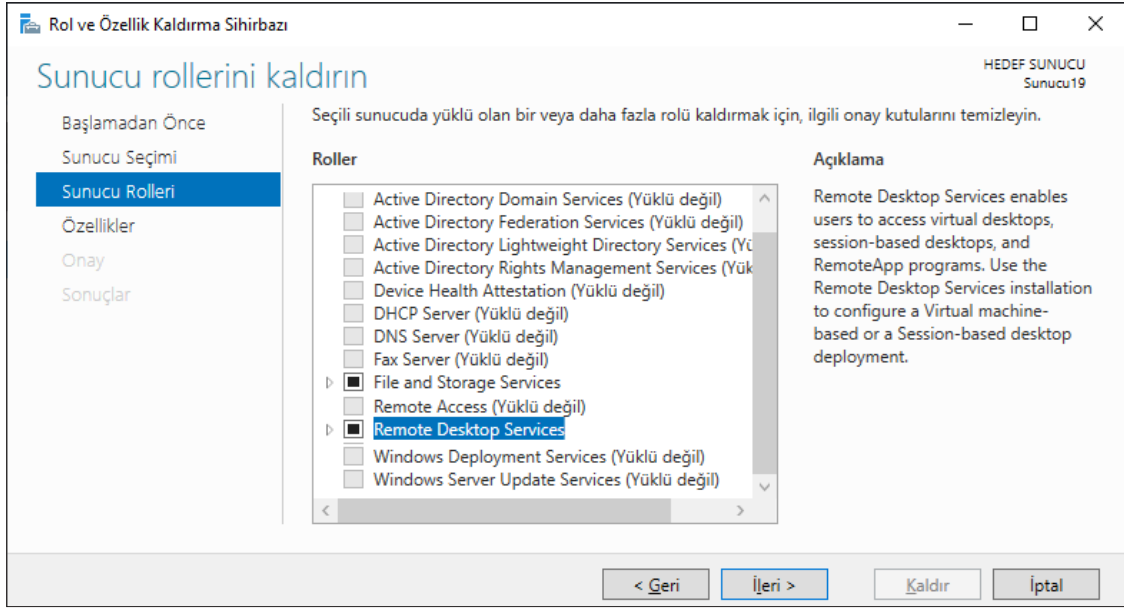 Rol ve Özellik Kaldırma Sihirbazı
Sunucu rollerini kaldırın
HEDEF SUNUCU
Sunucu19
Başlamadan Önce
Sunucu Seçimi
Sunucu Rolleri
Özellikler
Onay
Sonuçlar
Seçili sunucuda yüklü olan bir veya daha fazla rolü kaldırmak için, ilgili onay kutularını temizleyin.
Roller
Active Directory Domain Services (Yüklü değil)
Active Directory Federation Services (Yüklü değil)
Active Directory Lightweight Directory Services (Yü
Active Directory Rights Management Services (Yük
Device Health Attestation (Yüklü değil)
DHCP Server (Yüklü değil)
DNS Server (Yüklü değil)
Fax Server (Yüklü değil)
File and Storage Services
Remote Access (Yüklü değil)
Remote Desktop Services
Windows Deployment Services (Yüklü değil)
Windows Server Update Services (Yüklü değil)
Açıklama
Remote Desktop Services enables
users to access virtual desktops,
session-based desktops, and
RemoteApp programs. Use the
Remote Desktop Services installation
to configure a Virtual machine-
based or a Session-based desktop
deployment.
< Geri
İleri >
Kaldır
İptal